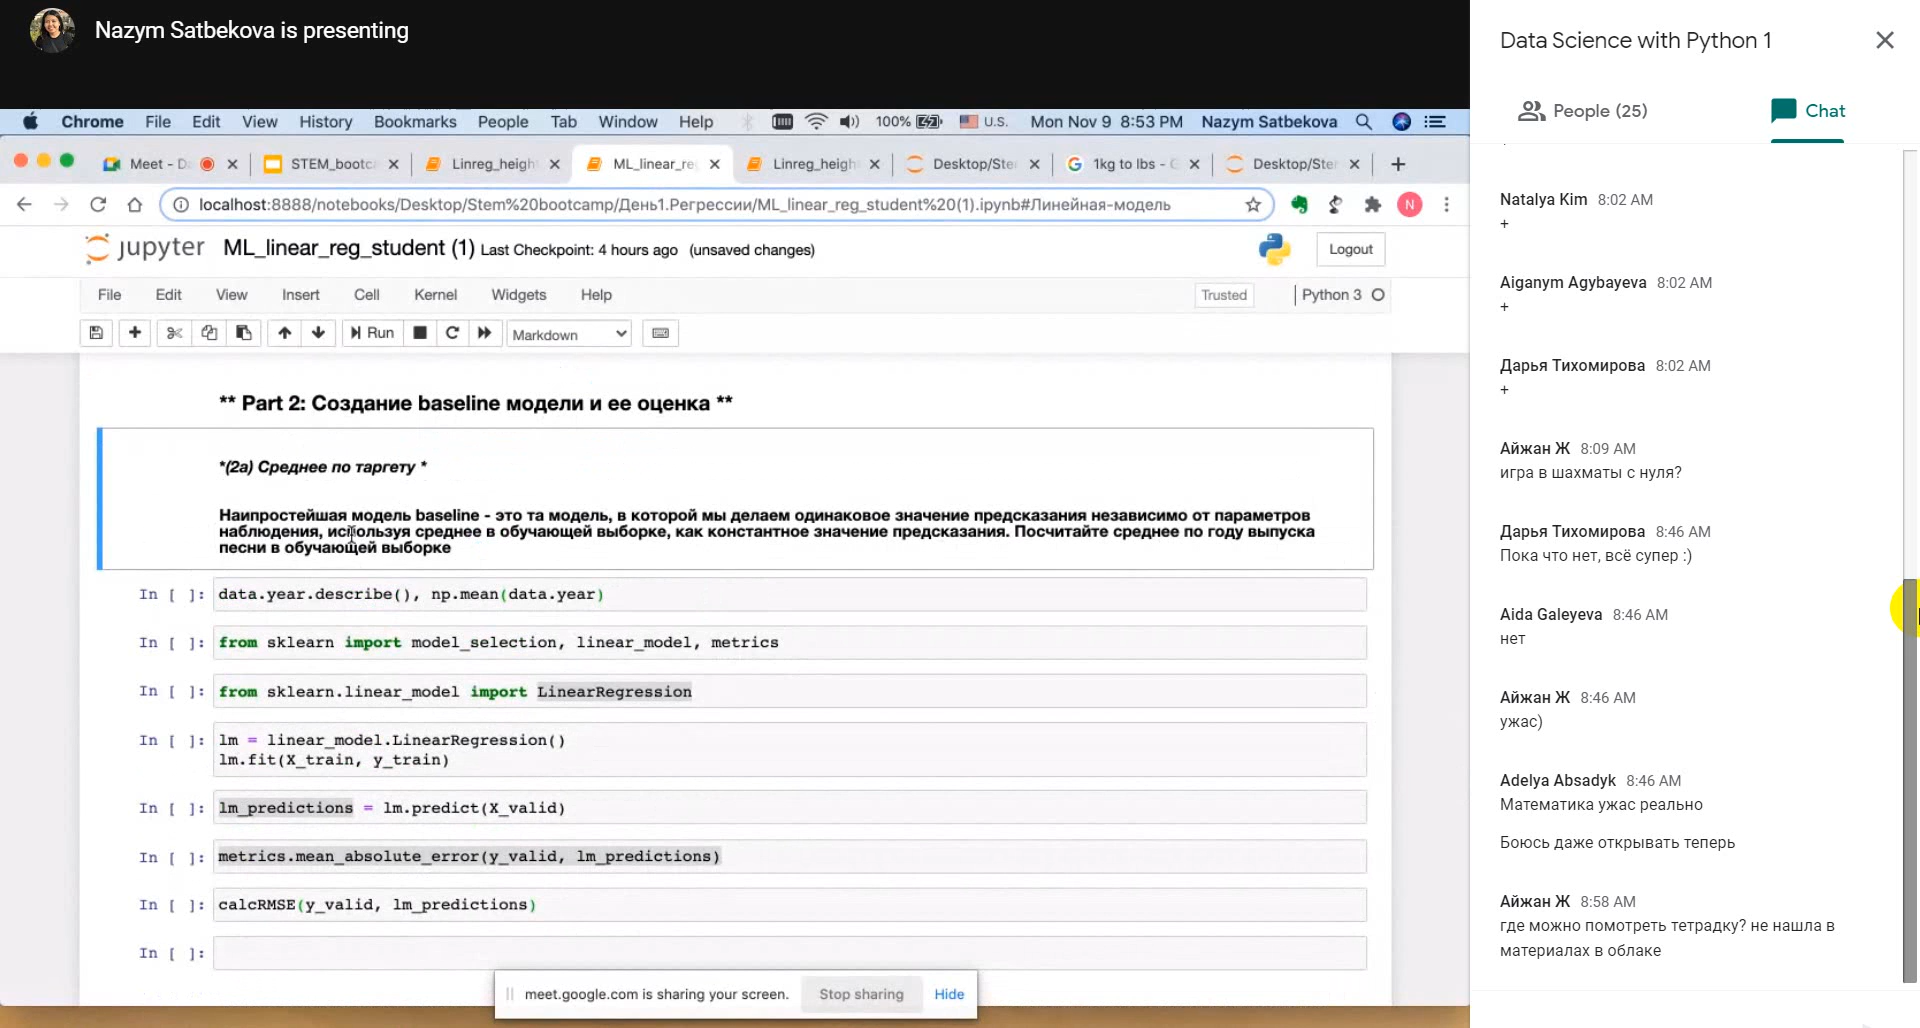 Nazym Satbekova is presenting
Chrome File Edit View History Bookmarks People Tab Window Help 100% U.S. Mon Nov 9 8:53 PM Nazym Satbekova
Meet - D STEM_bootc Linreg_heigh ML_linear_re Linreg_heigh Desktop/Ste 1kg to lbs - G Desktop/Ste
localhost:8888/notebooks/Desktop/Stem%20bootcamp/День1.Регрессии/ML_linear_reg_student%20(1).ipynb#Линейная-модель N
jupyter ML_linear_reg_student (1) Last Checkpoint: 4 hours ago (unsaved changes) Logout
File Edit View Insert Cell Kernel Widgets Help Trusted Python 3
Run Markdown
** Part 2: Создание baseline модели и ее оценка **
*(2а) Среднее по таргету *
Наипростейшая модель baseline - это та модель, в которой мы делаем одинаковое значение предсказания независимо от параметров
наблюдения, используя среднее в обучающей выборке, как константное значение предсказания. Посчитайте среднее по году выпуска
песни в обучающей выборке
In [ ]: data.year.describe(), np.mean(data.year)
In [ ]: from sklearn import model_selection, linear_model, metrics
In [ ]: from sklearn.linear_model import LinearRegression
In [ ]: lm = linear_model.LinearRegression()
lm.fit(X_train, y_train)
In [ ]: lm_predictions = lm.predict(X_valid)
In [ ]: metrics.mean_absolute_error(y_valid, lm_predictions)
In [ ]: calcRMSE(y_valid, lm_predictions)
In [ ]:
meet.google.com is sharing your screen. Stop sharing Hide
Data Science with Python 1
People (25) Chat
Natalya Kim 8:02 AM
+
Aiganym Agybayeva 8:02 AM
+
Дарья Тихомирова 8:02 AM
+
Айжан Ж 8:09 AM
игра в шахматы с нуля?
Дарья Тихомирова 8:46 AM
Пока что нет, всё супер :)
Aida Galeyeva 8:46 AM
нет
Айжан Ж 8:46 AM
ужас)
Adelya Absadyk 8:46 AM
Математика ужас реально
Боюсь даже открывать теперь
Айжан Ж 8:58 AM
где можно помотреть тетрадку? не нашла в
материалах в облаке